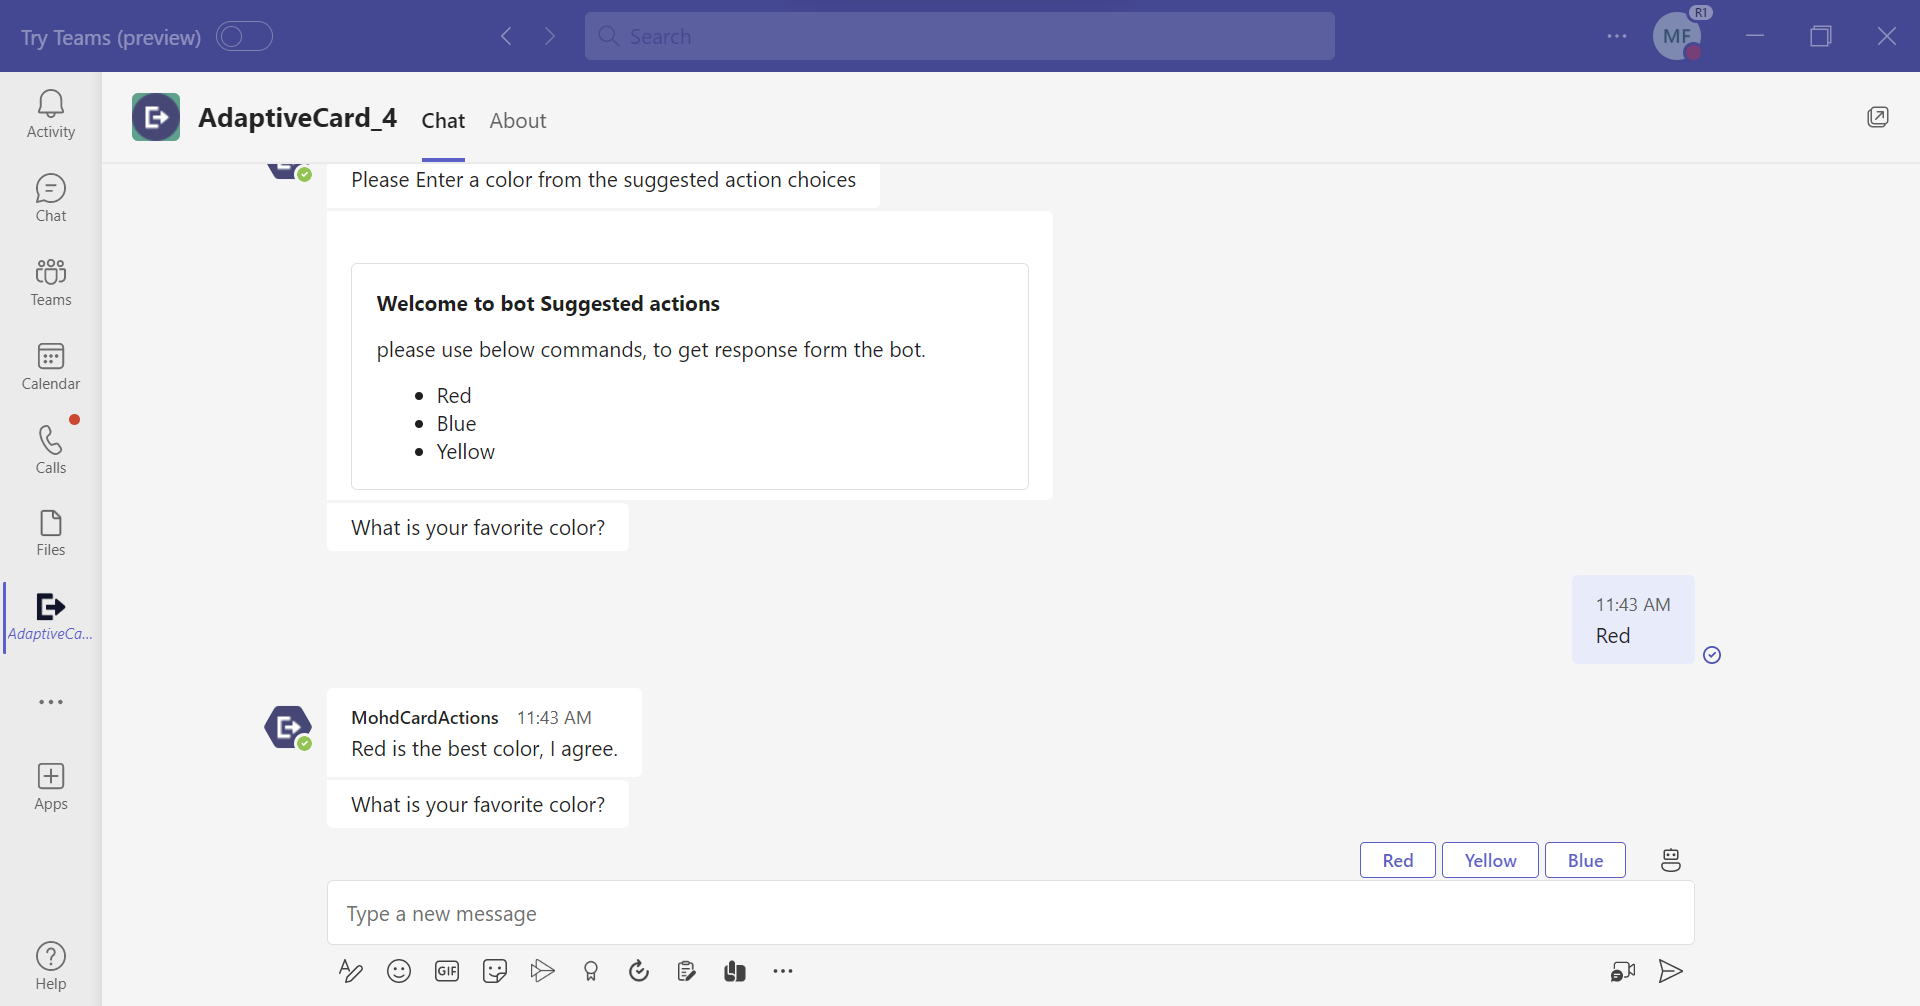 Try Teams (preview)
Search
R1
MF
Activity
Chat
Teams
Calendar
Calls
Files
AdaptiveCa...
Apps
Help
AdaptiveCard_4 Chat About
Please Enter a color from the suggested action choices
Welcome to bot Suggested actions
please use below commands, to get response form the bot.
Red
Blue
Yellow
What is your favorite color?
11:43 AM
Red
MohdCardActions 11:43 AM
Red is the best color, I agree.
What is your favorite color?
Red Yellow Blue
Type a new message
GIF